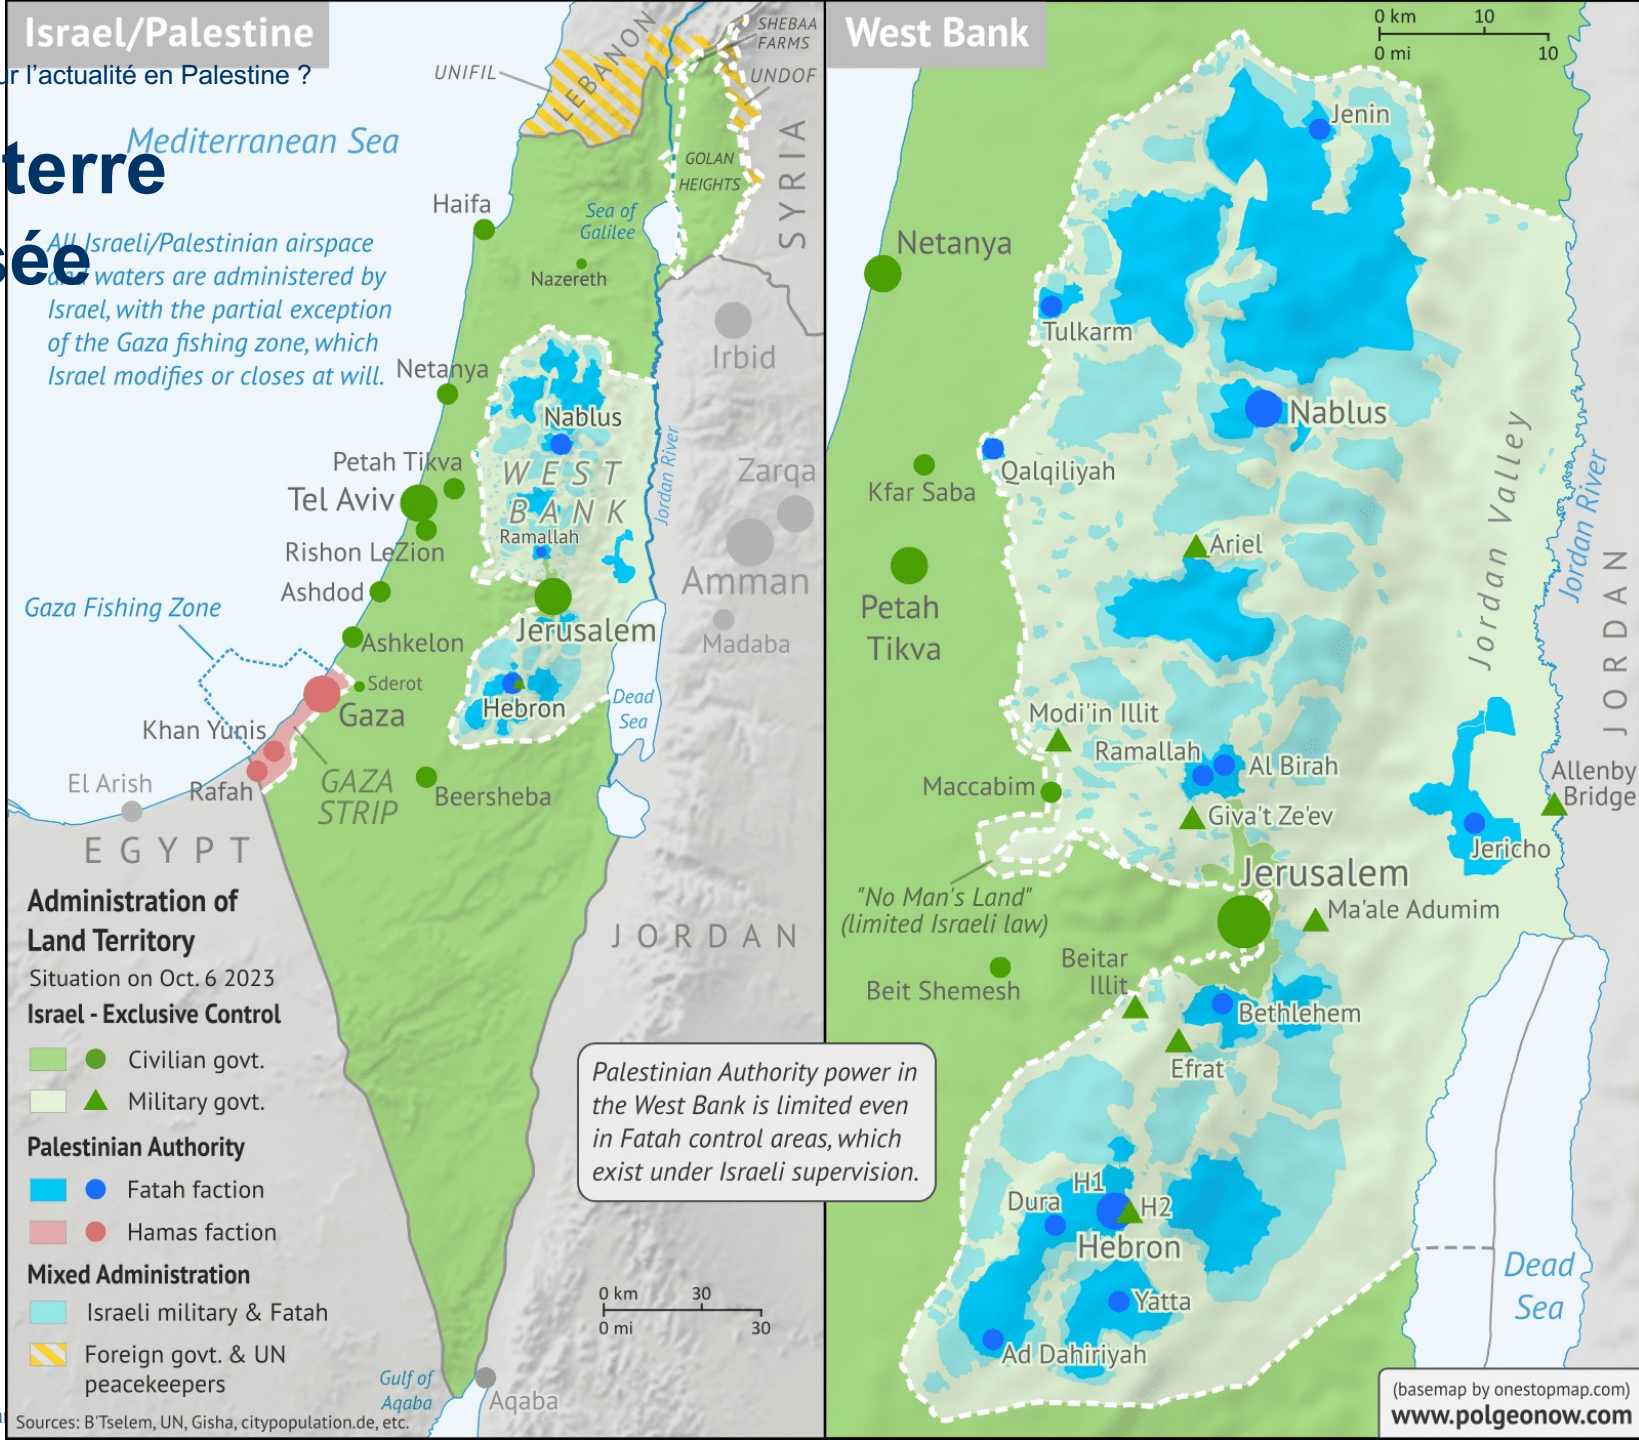 Israel/Palestine
ur l’actualité en Palestine ?
terre
sée
Mediterranean Sea
All Israeli/Palestinian airspace
and waters are administered by
Israel, with the partial exception
of the Gaza fishing zone, which
Israel modifies or closes at will.
UNIFIL
LEBANON
SHEBAA
FARMS
UNDOF
GOLAN
HEIGHTS
SYRIA
Haifa
Sea of
Galilee
Nazereth
Irbid
Netanya
Nablus
Petah Tikva
WEST
BANK
Jordan River
Zarqa
Tel Aviv
Ramallah
Rishon LeZion
Amman
Ashdod
Gaza Fishing Zone
Jerusalem
Madaba
Ashkelon
Sderot
Gaza
Hebron
Dead
Sea
Khan Yunis
El Arish
Rafah
GAZA
STRIP
Beersheba
EGYPT
JORDAN
Administration of
Land Territory
Situation on Oct. 6 2023
Israel - Exclusive Control
Civilian govt.
Military govt.
Palestinian Authority
Fatah faction
Hamas faction
Mixed Administration
Israeli military & Fatah
Foreign govt. & UN
peacekeepers
Sources: B'Tselem, UN, Gisha, citypopulation.de, etc.
Palestinian Authority power in
the West Bank is limited even
in Fatah control areas, which
exist under Israeli supervision.
0 km 30
0 mi 30
Gulf of
Aqaba
Aqaba
West Bank
0 km 10
0 mi 10
Jenin
Netanya
Tulkarm
Nablus
Qalqiliyah
Kfar Saba
Jordan Valley
Jordan River
JORDAN
Ariel
Petah
Tikva
Modi'in Illit
Ramallah
Al Birah
Maccabim
Giva't Ze'ev
Allenby
Bridge
Jericho
Jerusalem
"No Man's Land"
(limited Israeli law)
Ma'ale Adumim
Beitar
Illit
Beit Shemesh
Bethlehem
Efrat
H1
Dura
H2
Hebron
Yatta
Ad Dahiriyah
Dead
Sea
(basemap by onestopmap.com)
www.polgeonow.com